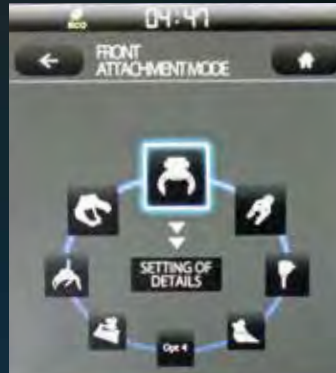 ECO
04:47
FRONT
ATTACHMENT MODE
SETTING OF
DETAILS
Opt 4